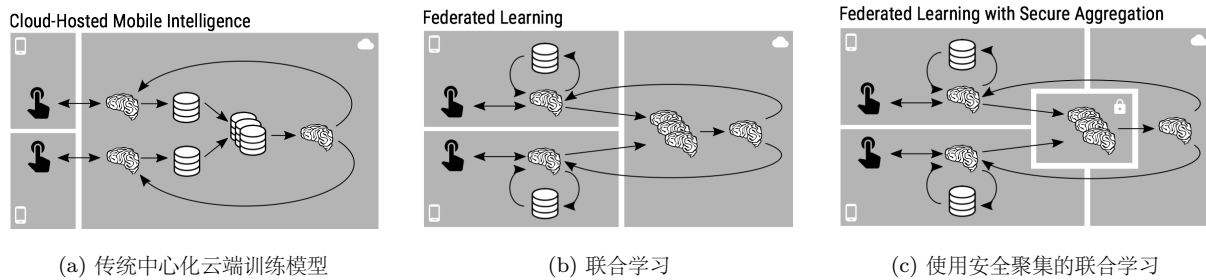 Cloud-Hosted Mobile Intelligence
Federated Learning
Federated Learning with Secure Aggregation
(a) 传统中心化云端训练模型
(b) 联合学习
(c) 使用安全聚集的联合学习